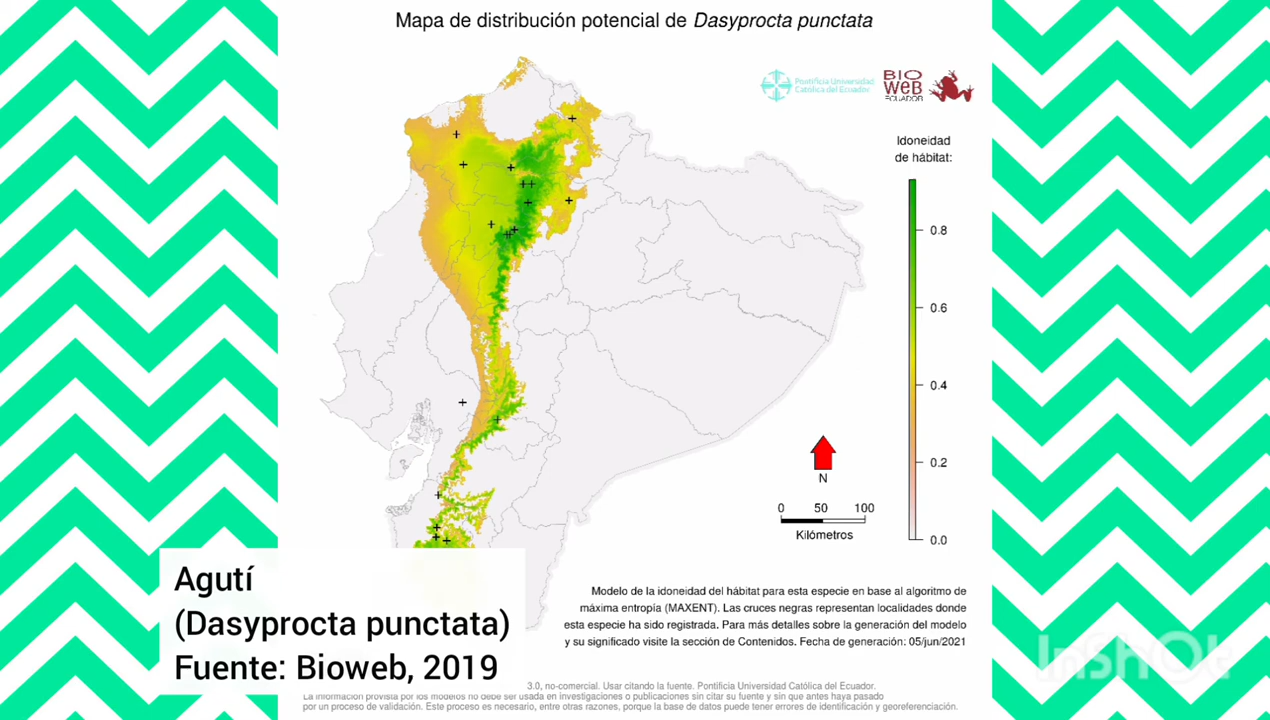 Mapa de distribución potencial de Dasyprocta punctata
Pontificia Universidad
Católica del Ecuador
BIO
WEB
ECUADOR
Idoneidad
de hábitat:
0.8
0.6
0.4
0.2
0.0
N
0 50 100
Kilómetros
Agutí
(Dasyprocta punctata)
Fuente: Bioweb, 2019
Modelo de la idoneidad del hábitat para esta especie en base al algoritmo de
máxima entropía (MAXENT). Las cruces negras representan localidades donde
esta especie ha sido registrada. Para más detalles sobre la generación del modelo
y su significado visite la sección de Contenidos. Fecha de generación: 05/jun/2021
InShOt
3.0, no-comercial. Usar citando la fuente. Pontificia Universidad Católica del Ecuador.
La información provista por los modelos no debe ser usada en investigaciones o publicaciones sin citar su fuente y sin que antes haya pasado
por un proceso de validación. Este proceso es necesario, entre otras razones, porque la base de datos puede tener errores de identificación y georeferenciación.